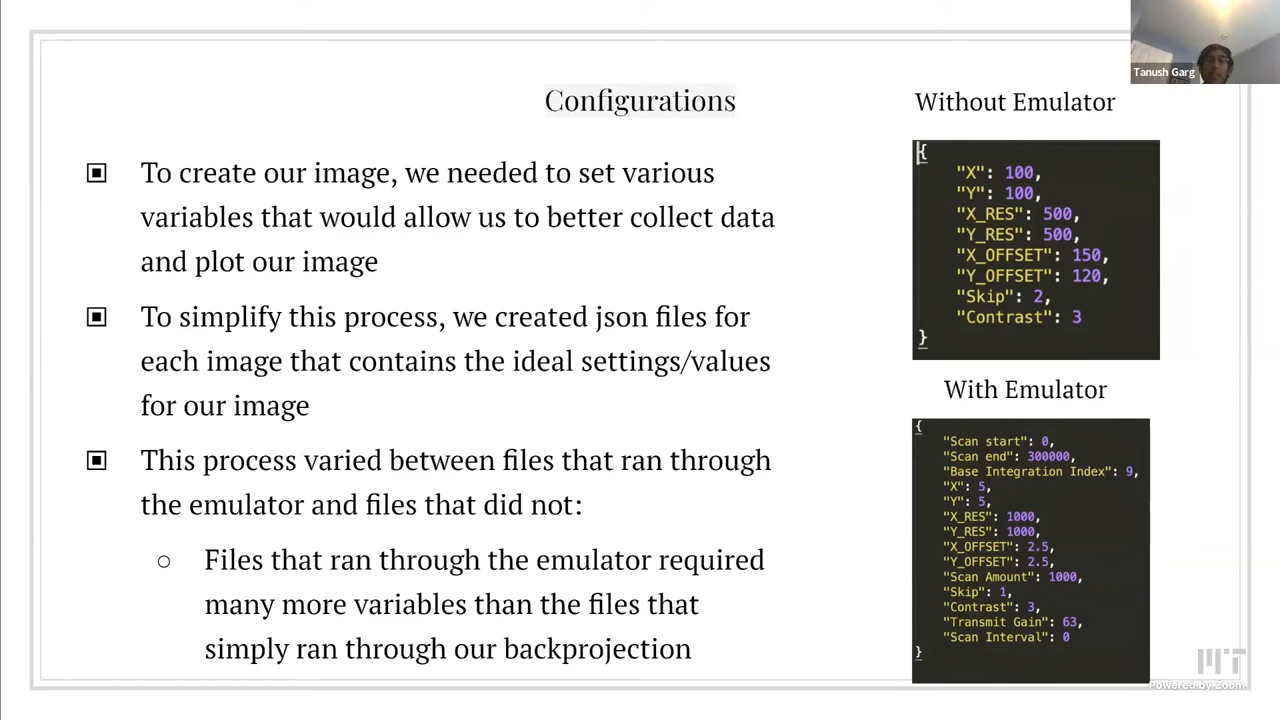 Tanush Garg
Configurations
To create our image, we needed to set various
variables that would allow us to better collect data
and plot our image
To simplify this process, we created json files for
each image that contains the ideal settings/values
for our image
This process varied between files that ran through
the emulator and files that did not:
Files that ran through the emulator required
many more variables than the files that
simply ran through our backprojection
Without Emulator
{
"X": 100,
"Y": 100,
"X_RES": 500,
"Y_RES": 500,
"X_OFFSET": 150,
"Y_OFFSET": 120,
"Skip": 2,
"Contrast": 3
}
With Emulator
{
"Scan start": 0,
"Scan end": 300000,
"Base Integration Index": 9,
"X": 5,
"Y": 5,
"X_RES": 1000,
"Y_RES": 1000,
"X_OFFSET": 2.5,
"Y_OFFSET": 2.5,
"Scan Amount": 1000,
"Skip": 1,
"Contrast": 3,
"Transmit Gain": 63,
"Scan Interval": 0
}
MIT
Powered by Zoom